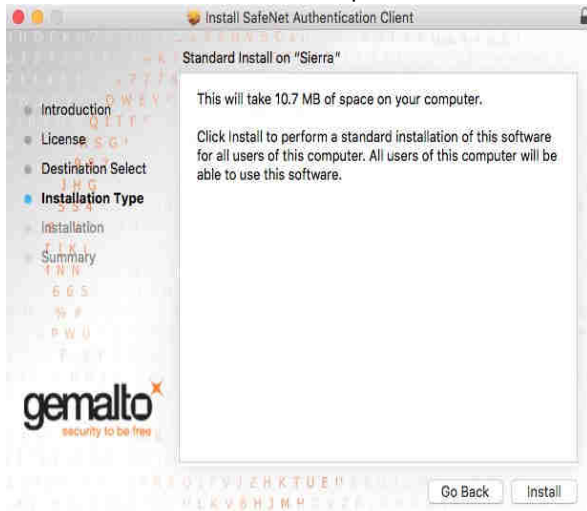 Install SafeNet Authentication Client
Standard Install on "Sierra"
Introduction
License
Destination Select
Installation Type
Installation
Summary
This will take 10.7 MB of space on your computer.
Click Install to perform a standard installation of this software
for all users of this computer. All users of this computer will be
able to use this software.
gemalto
security to be free
Go Back
Install